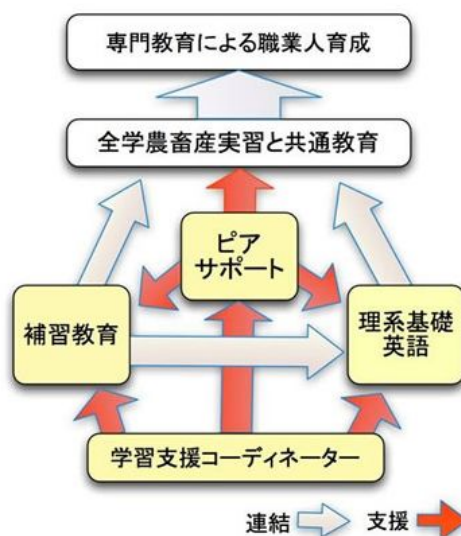 専門教育による職業人育成
全学農畜産実習と共通教育
ピア
サポート
補習教育
理系基礎
英語
学習支援コーディネーター
連結
支援